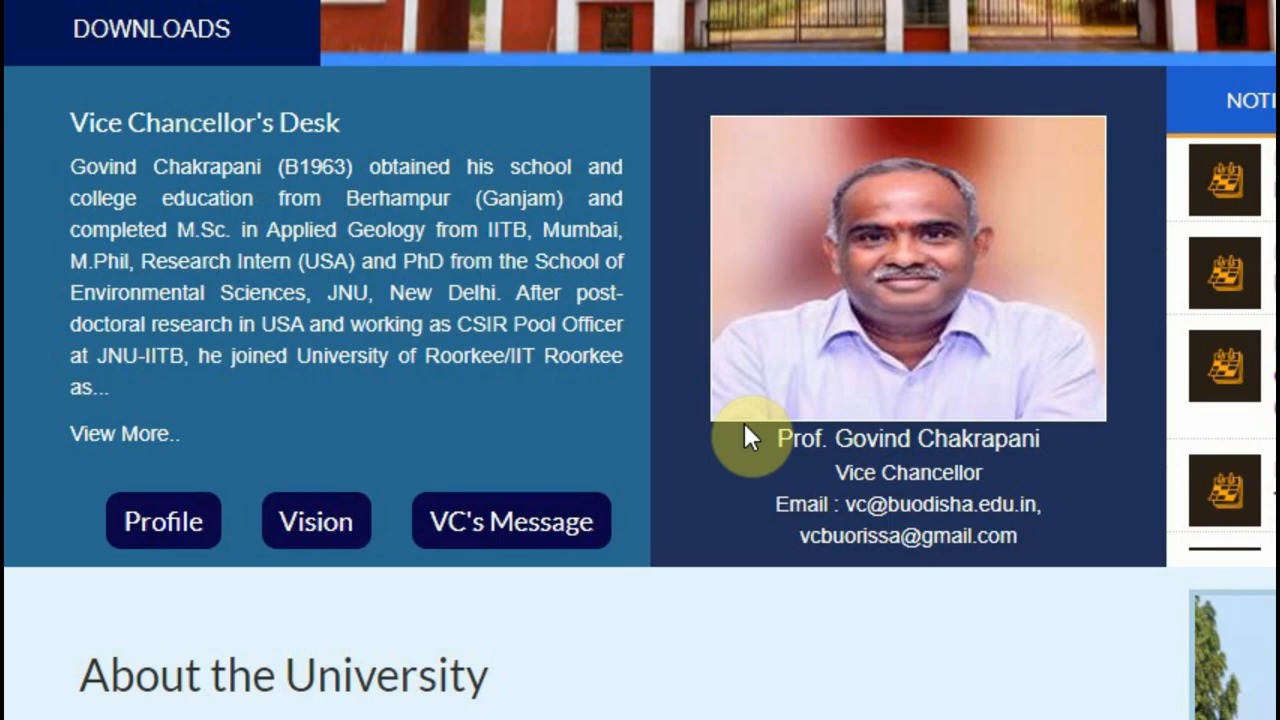 DOWNLOADS
Vice Chancellor's Desk
Govind Chakrapani (B1963) obtained his school and
college education from Berhampur (Ganjam) and
completed M.Sc. in Applied Geology from IITB, Mumbai,
M.Phil, Research Intern (USA) and PhD from the School of
Environmental Sciences, JNU, New Delhi. After post-
doctoral research in USA and working as CSIR Pool Officer
at JNU-IITB, he joined University of Roorkee/IIT Roorkee
as...
View More..
Profile
Vision
VC's Message
Prof. Govind Chakrapani
Vice Chancellor
Email : vc@buodisha.edu.in,
vcbuorissa@gmail.com
NOTI
About the University